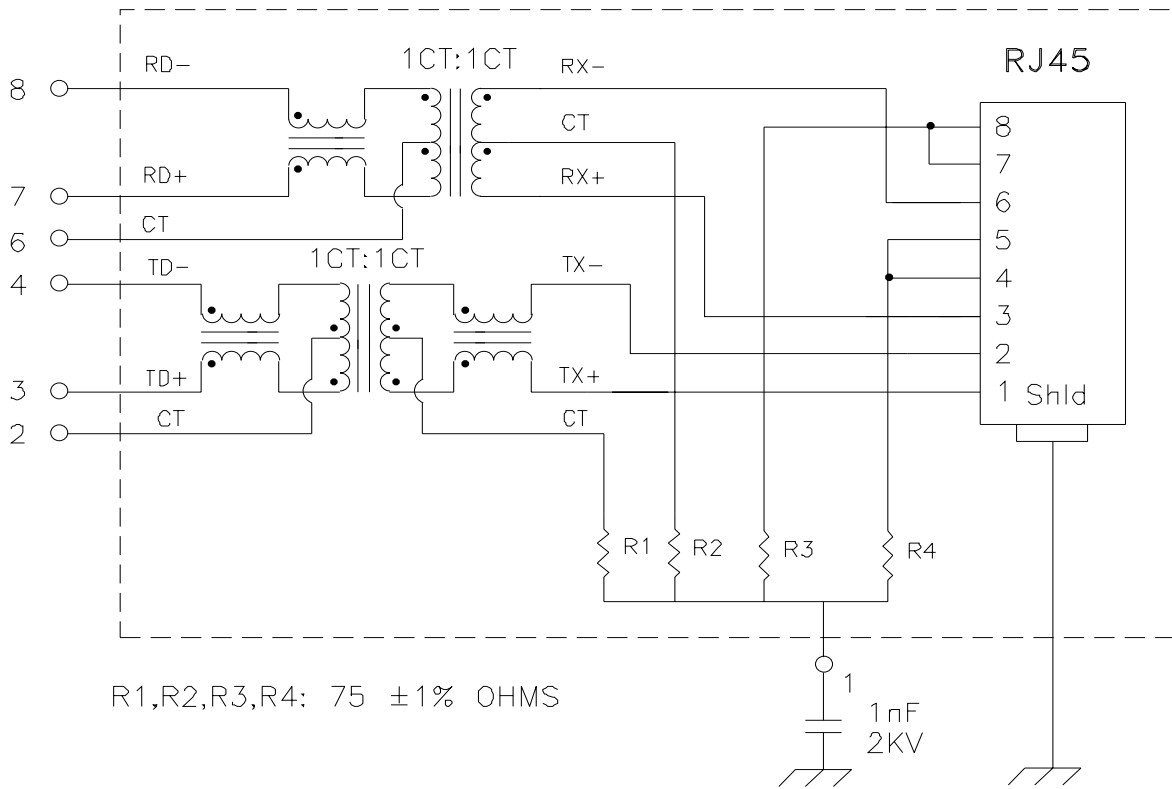 1CT:1CT
RJ45
8
RD-
RX-
CT
7
RD+
RX+
6
CT
1CT:1CT
4
TD-
TX-
3
TD+
TX+
2
CT
CT
8
7
6
5
4
3
2
1 Shld
R1
R2
R3
R4
1
R1,R2,R3,R4: 75 ±1% OHMS
1nF
2KV